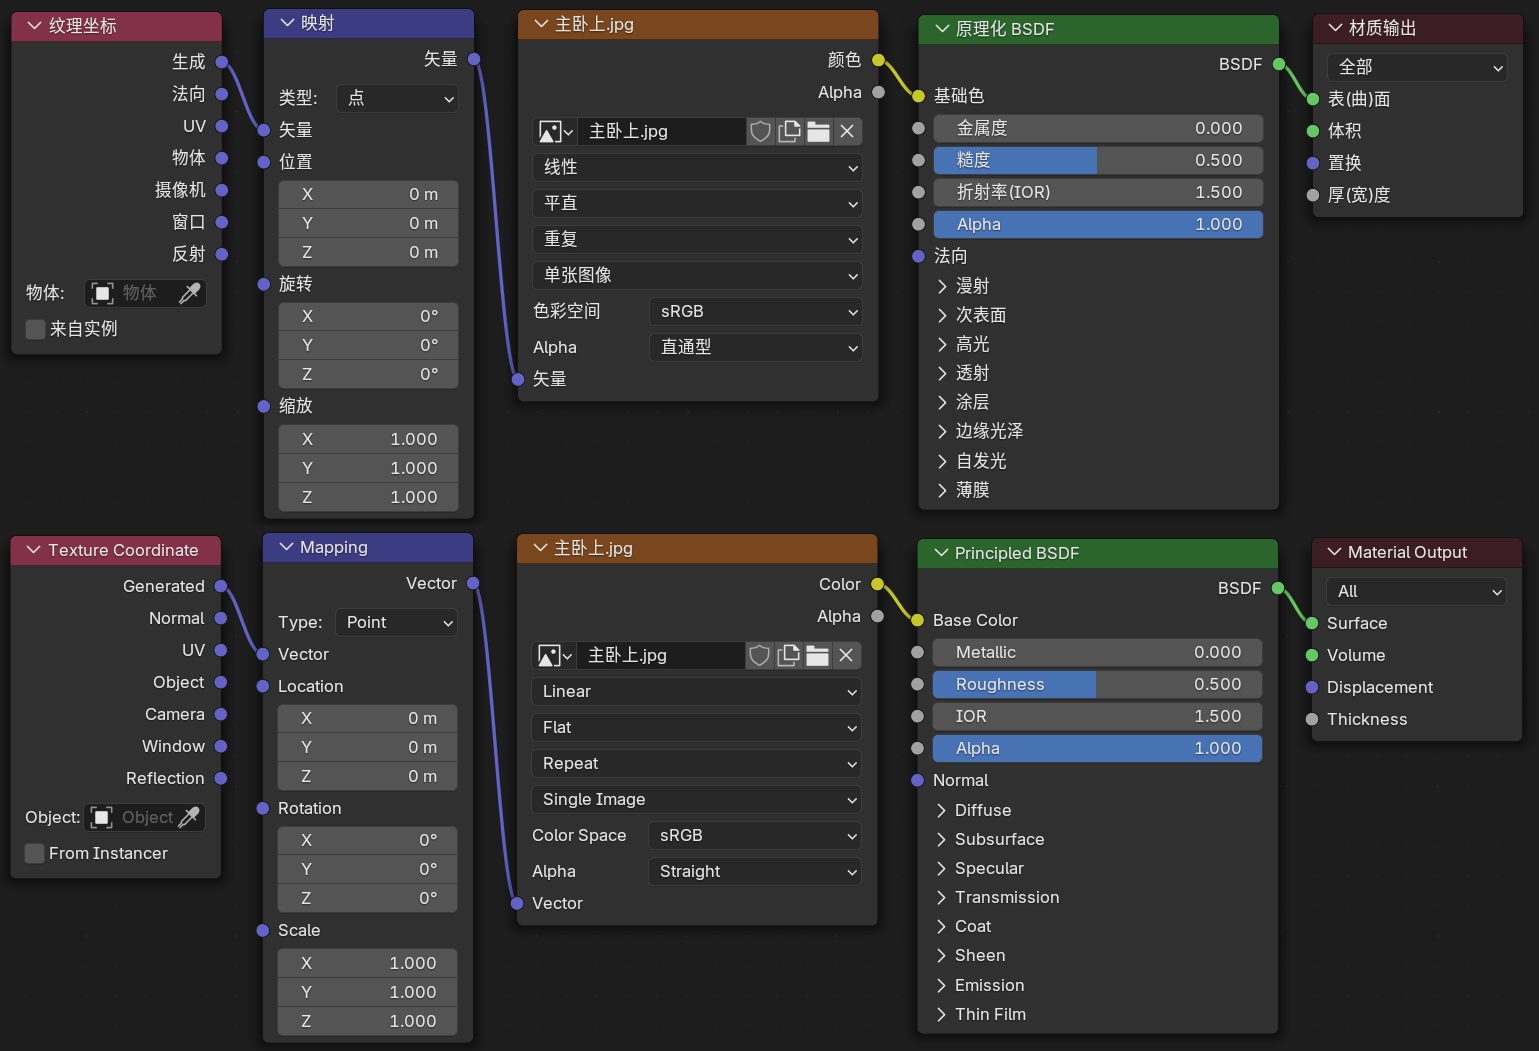 纹理坐标
生成
法向
UV
物体
摄像机
窗口
反射
物体:
物体
来自实例
映射
矢量
类型:
点
矢量
位置
X 0 m
Y 0 m
Z 0 m
旋转
X 0°
Y 0°
Z 0°
缩放
X 1.000
Y 1.000
Z 1.000
主卧上.jpg
颜色
Alpha
主卧上.jpg
线性
平直
重复
单张图像
色彩空间 sRGB
Alpha 直通型
矢量
原理化 BSDF
BSDF
基础色
金属度 0.000
糙度 0.500
折射率(IOR) 1.500
Alpha 1.000
法向
漫射
次表面
高光
透射
涂层
边缘光泽
自发光
薄膜
材质输出
全部
表(曲)面
体积
置换
厚(宽)度
Texture Coordinate
Generated
Normal
UV
Object
Camera
Window
Reflection
Object: Object
From Instancer
Mapping
Vector
Type: Point
Vector
Location
X 0 m
Y 0 m
Z 0 m
Rotation
X 0°
Y 0°
Z 0°
Scale
X 1.000
Y 1.000
Z 1.000
主卧上.jpg
Color
Alpha
主卧上.jpg
Linear
Flat
Repeat
Single Image
Color Space sRGB
Alpha Straight
Vector
Principled BSDF
BSDF
Base Color
Metallic 0.000
Roughness 0.500
IOR 1.500
Alpha 1.000
Normal
Diffuse
Subsurface
Specular
Transmission
Coat
Sheen
Emission
Thin Film
Material Output
All
Surface
Volume
Displacement
Thickness